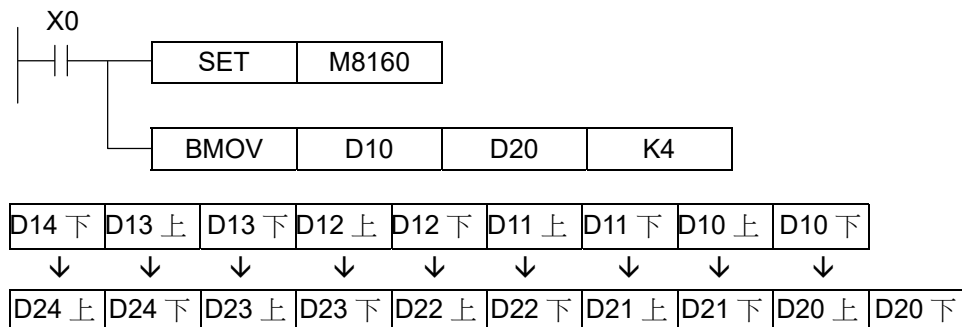 X0
SET M8160
BMOV D10 D20 K4
D14 下 D13 上 D13 下 D12 上 D12 下 D11 上 D11 下 D10 上 D10 下
D24 上 D24 下 D23 上 D23 下 D22 上 D22 下 D21 上 D21 下 D20 上 D20 下